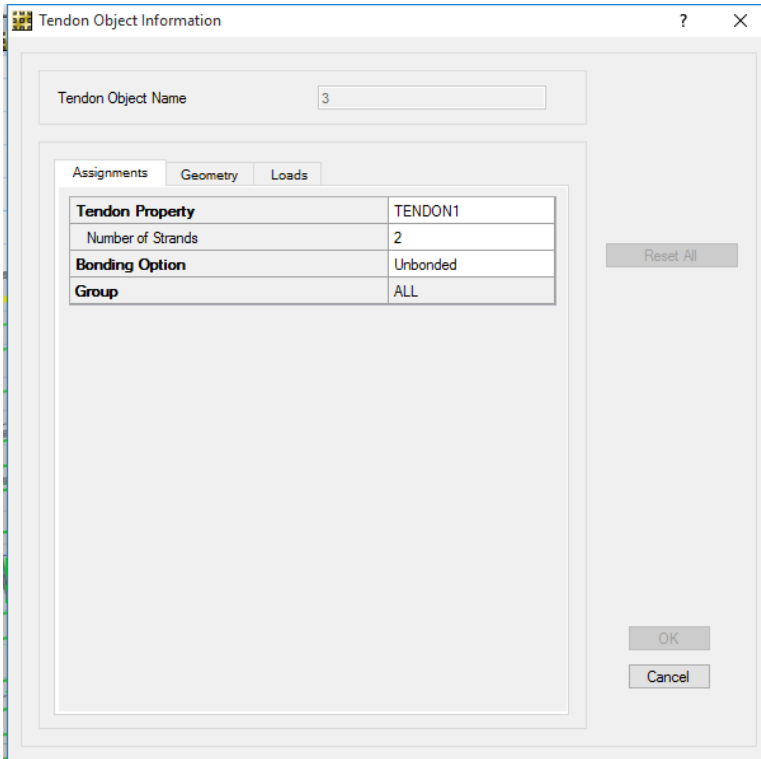 Tendon Object Information ? X
Tendon Object Name 3
Assignments Geometry Loads
Tendon Property TENDON1
Number of Strands 2
Bonding Option Unbonded
Group ALL
Reset All
OK
Cancel